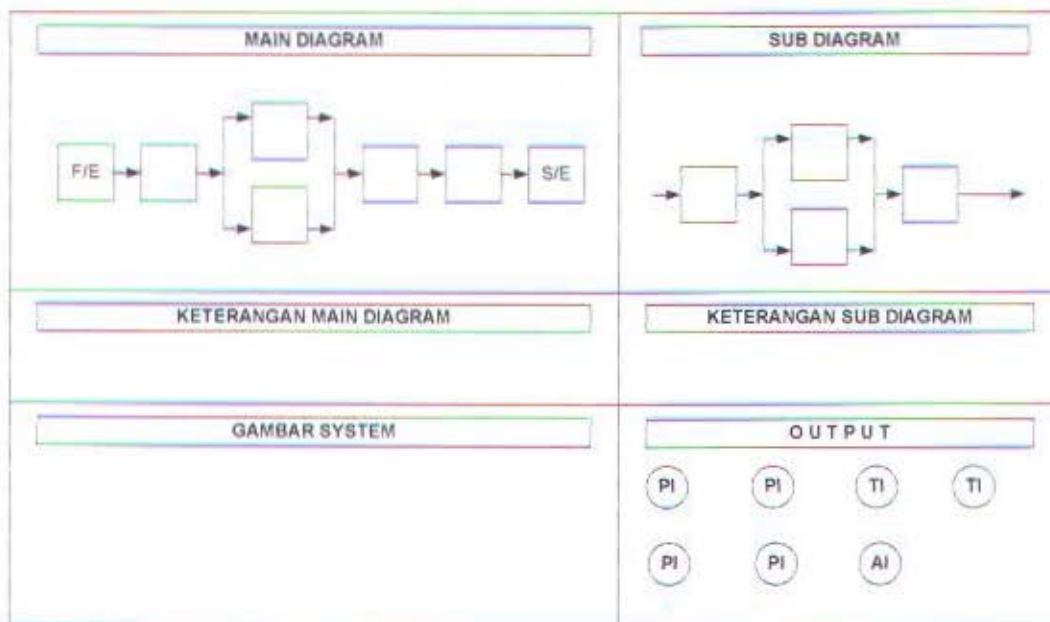 MAIN DIAGRAM
SUB DIAGRAM
F/E
S/E
KETERANGAN MAIN DIAGRAM
KETERANGAN SUB DIAGRAM
GAMBAR SYSTEM
O U T P U T
PI PI TI TI
PI PI AI